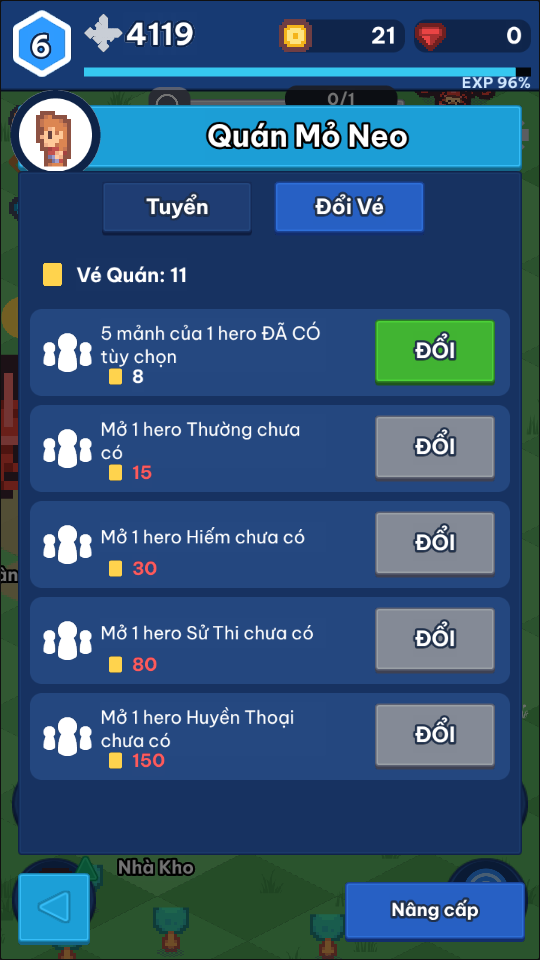 6
4119
21
0
EXP 96%
0/1
Quán Mỏ Neo
Tuyển
Đổi Vé
Vé Quán: 11
5 mảnh của 1 hero ĐÃ CÓ
tùy chọn
8
ĐỔI
Mở 1 hero Thường chưa
có
15
ĐỔI
Mở 1 hero Hiếm chưa có
30
ĐỔI
Mở 1 hero Sử Thi chưa có
80
ĐỔI
Mở 1 hero Huyền Thoại
chưa có
150
ĐỔI
Nhà Kho
Nâng cấp